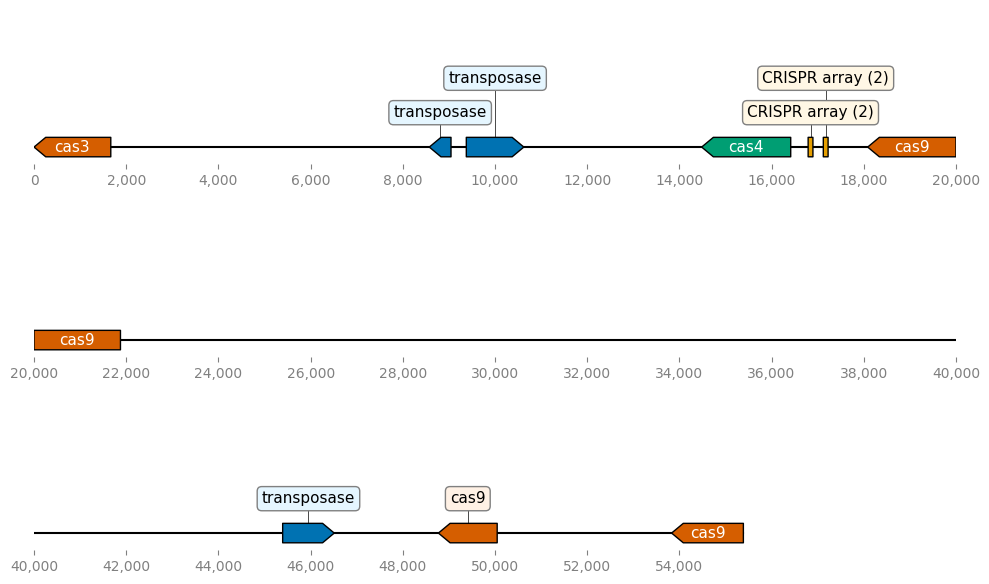 transposase
CRISPR array (2)
transposase
CRISPR array (2)
cas3
cas4
cas9
0
2,000
4,000
6,000
8,000
10,000
12,000
14,000
16,000
18,000
20,000
cas9
20,000
22,000
24,000
26,000
28,000
30,000
32,000
34,000
36,000
38,000
40,000
transposase
cas9
cas9
40,000
42,000
44,000
46,000
48,000
50,000
52,000
54,000